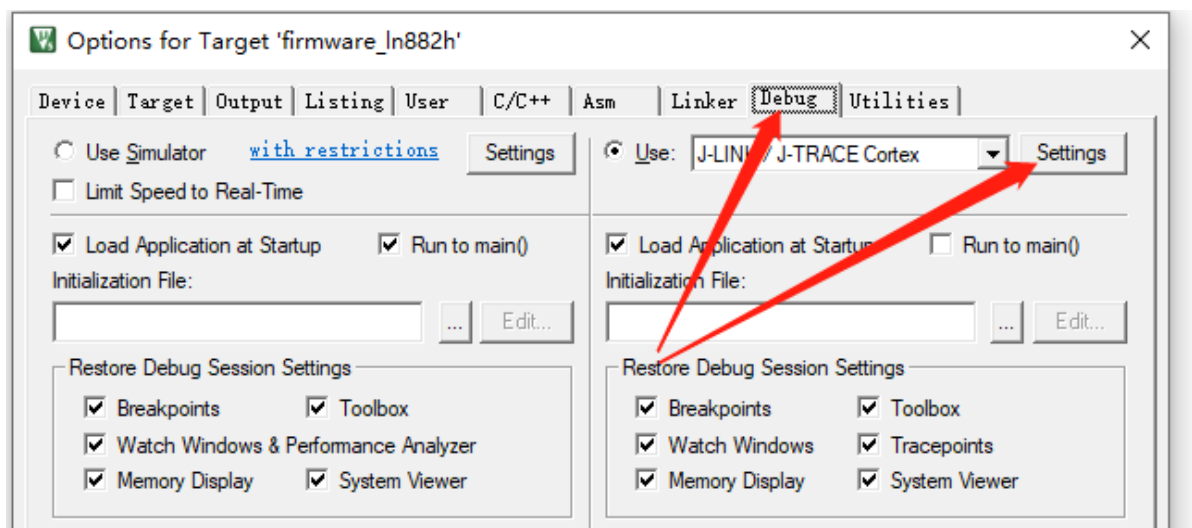 Options for Target 'firmware_ln882h'
Device Target Output Listing User C/C++ Asm Linker Debug Utilities
Use Simulator with restrictions Settings Use: J-LINK / J-TRACE Cortex Settings
Limit Speed to Real-Time
Load Application at Startup Run to main() Load Application at Startup Run to main()
Initialization File: Initialization File:
... Edit... ... Edit...
Restore Debug Session Settings Restore Debug Session Settings
Breakpoints Toolbox Breakpoints Toolbox
Watch Windows & Performance Analyzer Watch Windows Tracepoints
Memory Display System Viewer Memory Display System Viewer